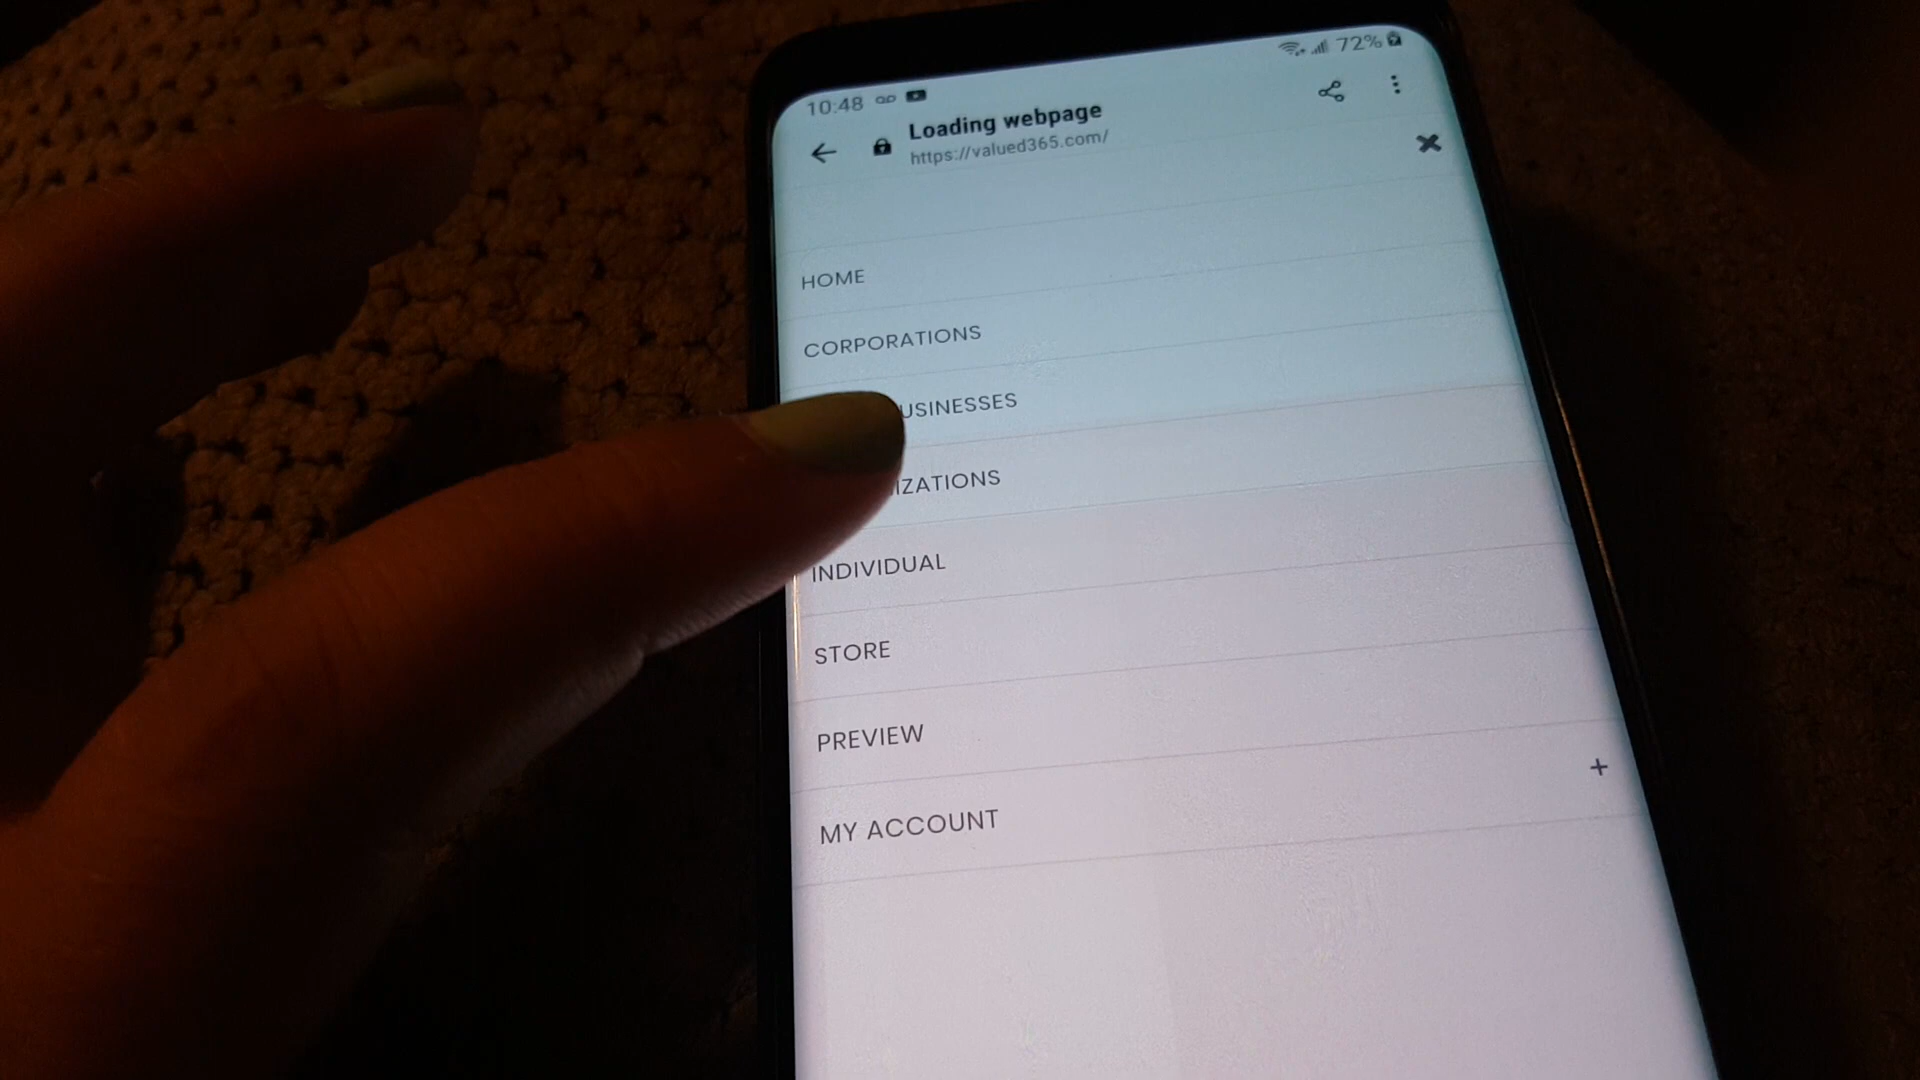 10:48 72%
Loading webpage
https://valued365.com/
HOME
CORPORATIONS
USINESSES
IZATIONS
INDIVIDUAL
STORE
PREVIEW
+
MY ACCOUNT